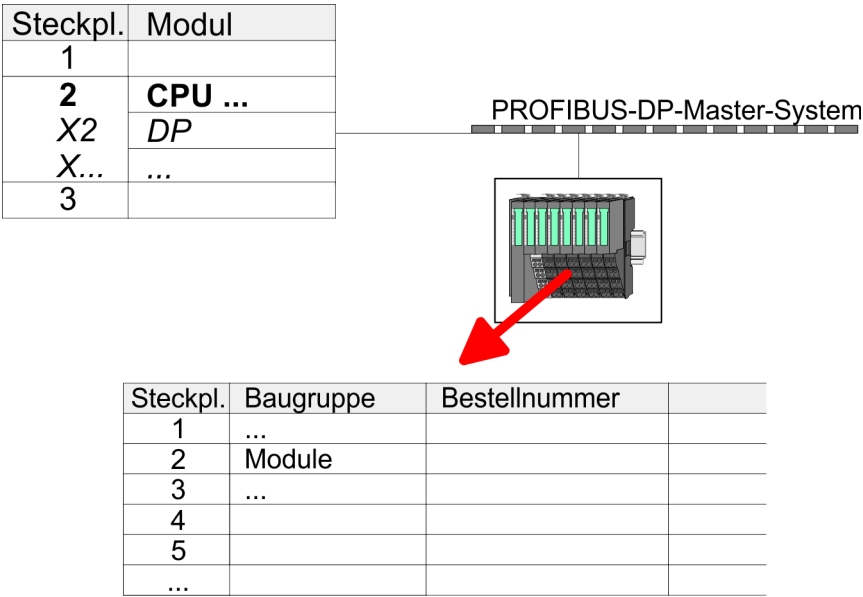 Steckpl. Modul
1
2 CPU ...
X2 DP
X... ...
3
PROFIBUS-DP-Master-System
Steckpl. Baugruppe Bestellnummer
1 ...
2 Module
3 ...
4
5
...